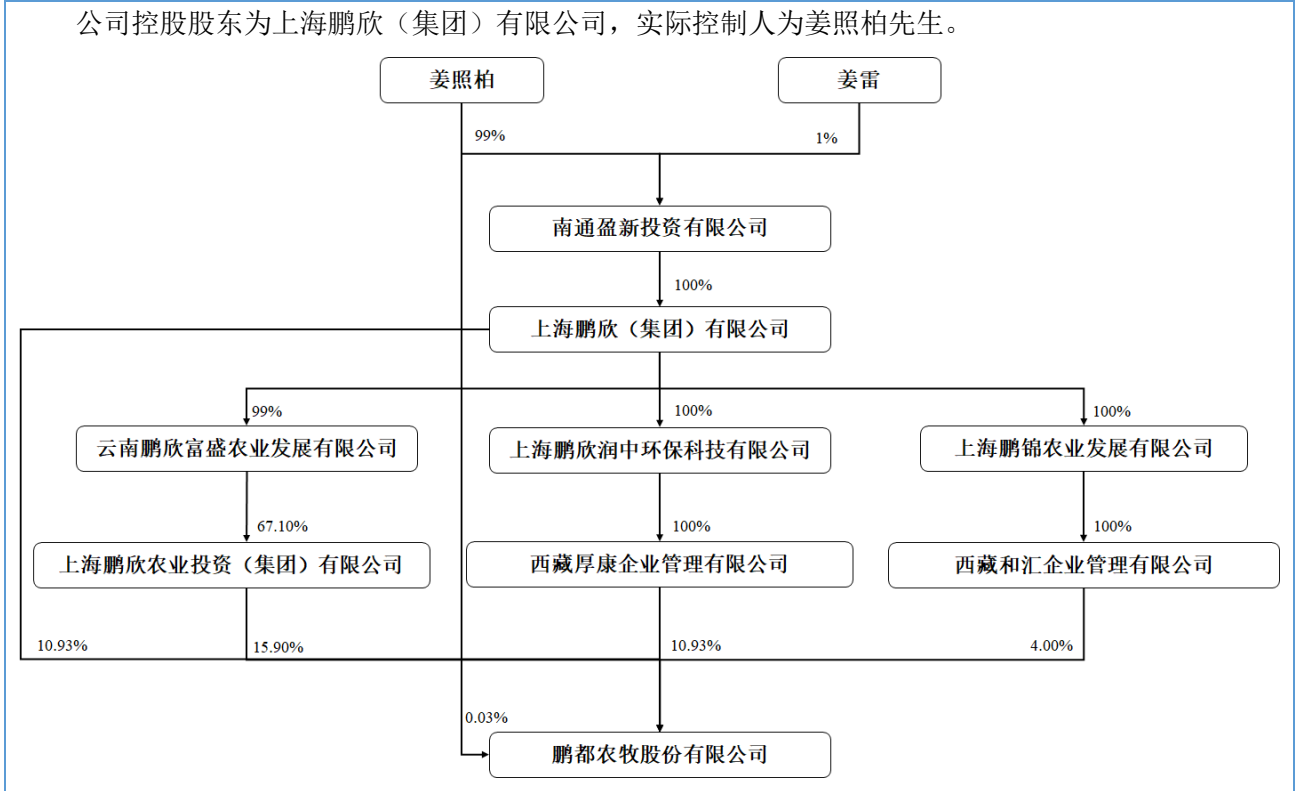 公司控股股东为上海鹏欣（集团）有限公司，实际控制人为姜照柏先生。
姜照柏
姜雷
99%
1%
南通盈新投资有限公司
100%
上海鹏欣（集团）有限公司
99%
100%
100%
云南鹏欣富盛农业发展有限公司
上海鹏欣润中环保科技有限公司
上海鹏锦农业发展有限公司
67.10%
100%
100%
上海鹏欣农业投资（集团）有限公司
西藏厚康企业管理有限公司
西藏和汇企业管理有限公司
10.93%
15.90%
10.93%
4.00%
0.03%
鹏都农牧股份有限公司